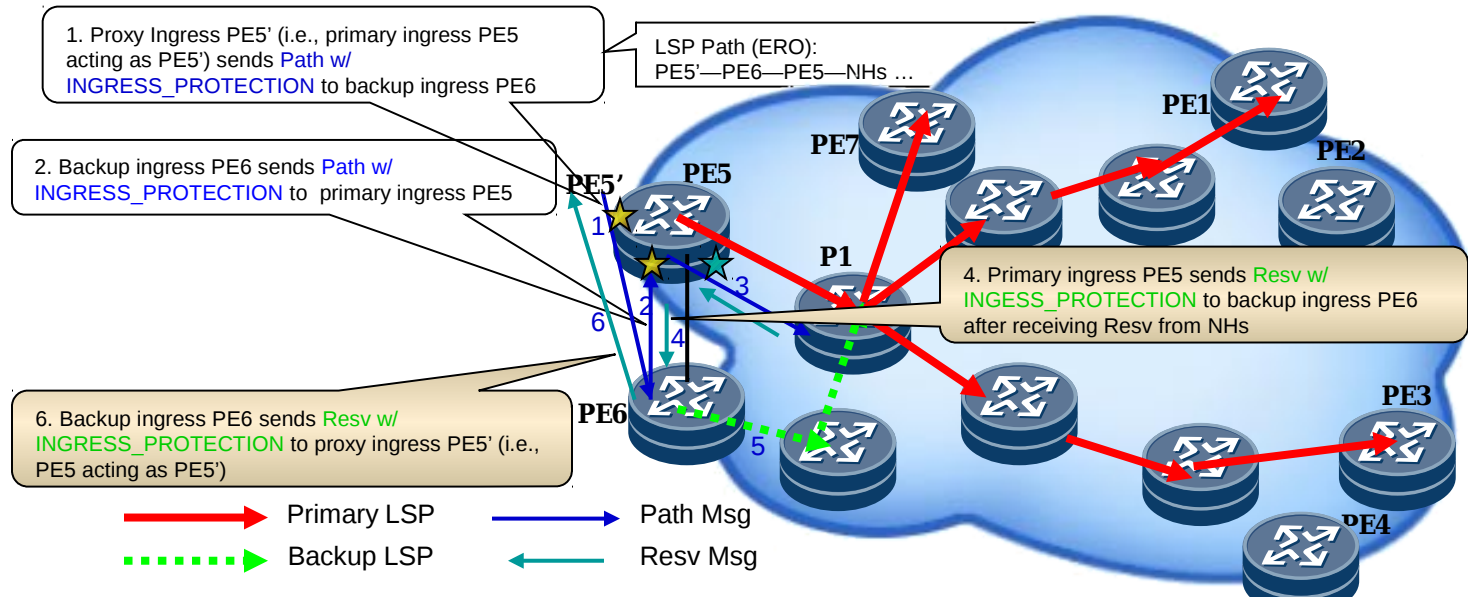 1. Proxy Ingress PE5’ (i.e., primary ingress PE5
acting as PE5’) sends Path w/
INGRESS_PROTECTION to backup ingress PE6
LSP Path (ERO):
PE5’—PE6—PE5—NHs …
2. Backup ingress PE6 sends Path w/
INGRESS_PROTECTION to primary ingress PE5
PE5’
PE5
PE7
PE1
PE2
P1
1
2
3
4
6
4. Primary ingress PE5 sends Resv w/
INGESS_PROTECTION to backup ingress PE6
after receiving Resv from NHs
6. Backup ingress PE6 sends Resv w/
INGRESS_PROTECTION to proxy ingress PE5’ (i.e.,
PE5 acting as PE5’)
PE6
5
PE3
PE4
Primary LSP
Path Msg
Backup LSP
Resv Msg